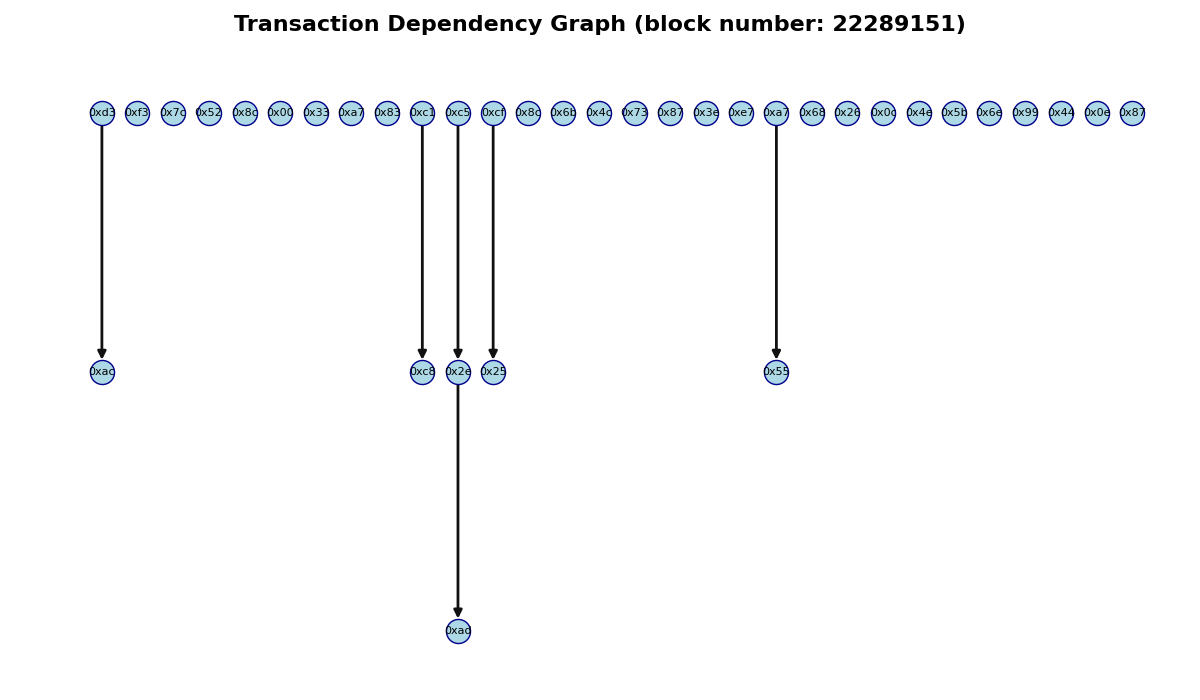 Transaction Dependency Graph (block number: 22289151)
0xd3 0xf3 0x7c 0x52 0x8c 0x00 0x33 0xa7 0x83 0xc1 0xc5 0xcf 0x8c 0x6b 0x4c 0x73 0x87 0x3e 0xe7 0xa7 0x68 0x26 0x0c 0x4e 0x5b 0x6e 0x99 0x44 0x0e 0x87
0xac 0xc8 0x2e 0x25 0x55
0xad